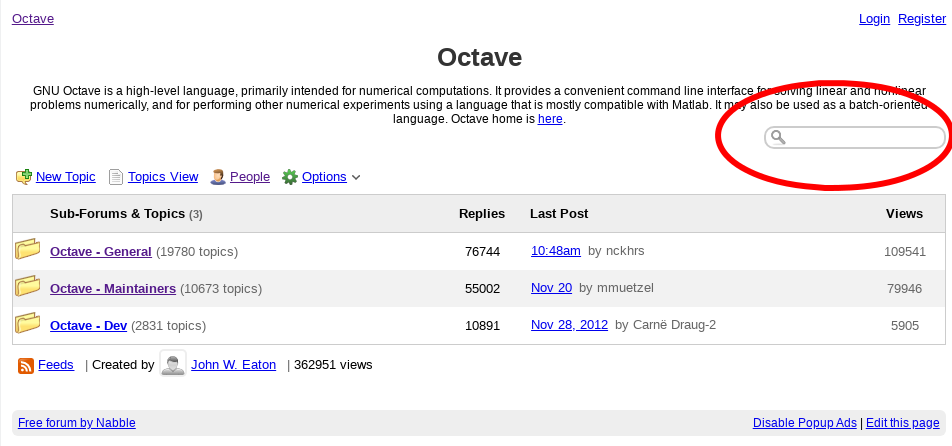 Octave Login Register
Octave
GNU Octave is a high-level language, primarily intended for numerical computations. It provides a convenient command line interface for solving linear and nonlinear
problems numerically, and for performing other numerical experiments using a language that is mostly compatible with Matlab. It may also be used as a batch-oriented
language. Octave home is here.
New Topic Topics View People Options
Sub-Forums & Topics (3) Replies Last Post Views
Octave - General (19780 topics) 76744 10:48am by nckhrs 109541
Octave - Maintainers (10673 topics) 55002 Nov 20 by mmuetzel 79946
Octave - Dev (2831 topics) 10891 Nov 28, 2012 by Carnë Draug-2 5905
Feeds | Created by John W. Eaton | 362951 views
Free forum by Nabble Disable Popup Ads | Edit this page